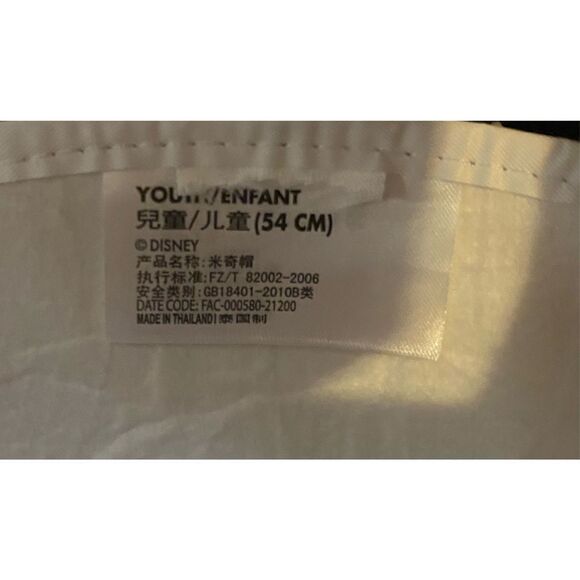 YOUTH/ENFANT
兒童/儿童(54 CM)
© DISNEY
产品名称: 米奇帽
执行标准: FZ/T 82002-2006
安全类别: GB18401-2010B类
DATE CODE: FAC-000580-21200
MADE IN THAILAND